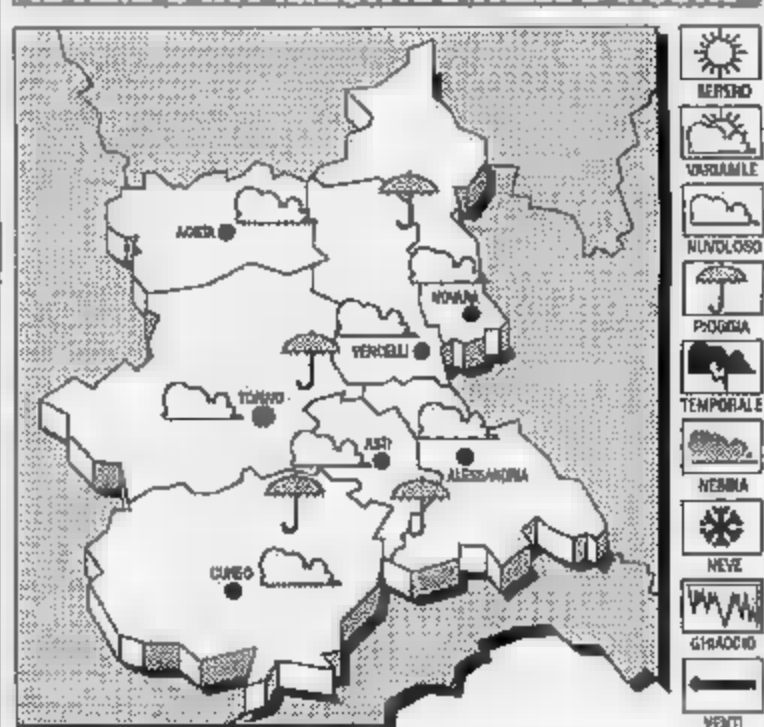 SERENO
VARIABILE
NUVOLOSO
PIOGGIA
TEMPORALE
NEBBIA
NEVE
GHIACCIO
VENTI
AOSTA
NOVARA
VERCELLI
TORINO
ASTI
ALESSANDRIA
CUNEO